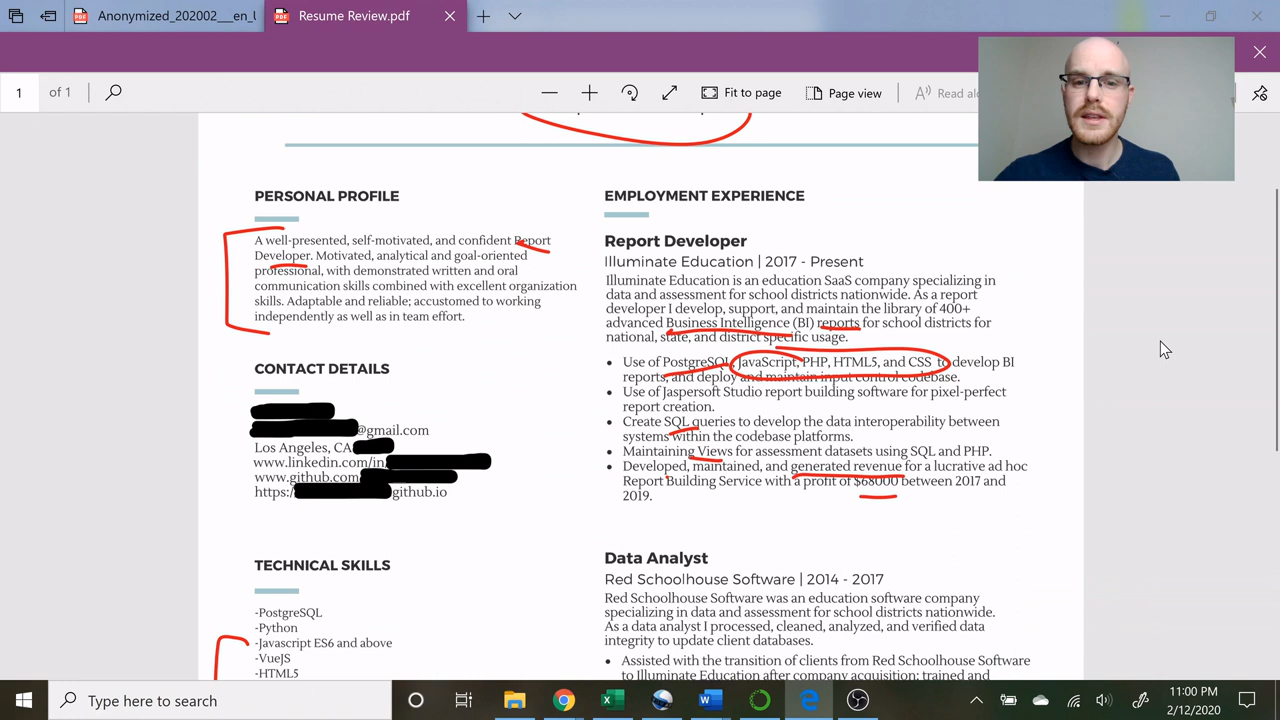 Anonymized_202002__en_U
Resume Review.pdf
1
of 1
Fit to page
Page view
Read al
PERSONAL PROFILE
A well-presented, self-motivated, and confident Report
Developer. Motivated, analytical and goal-oriented
professional, with demonstrated written and oral
communication skills combined with excellent organization
skills. Adaptable and reliable; accustomed to working
independently as well as in team effort.
CONTACT DETAILS
@gmail.com
Los Angeles, CA
www.linkedin.com/in/
www.github.com
https:/
github.io
TECHNICAL SKILLS
-PostgreSQL
-Python
-Javascript ES6 and above
-VueJS
-HTML5
EMPLOYMENT EXPERIENCE
Report Developer
Illuminate Education | 2017 - Present
Illuminate Education is an education SaaS company specializing in
data and assessment for school districts nationwide. As a report
developer I develop, support, and maintain the library of 400+
advanced Business Intelligence (BI) reports for school districts for
national, state, and district specific usage.
• Use of PostgreSQL, JavaScript, PHP, HTML5, and CSS to develop BI
reports, and deploy and maintain input control codebase.
• Use of Jaspersoft Studio report building software for pixel-perfect
report creation.
• Create SQL queries to develop the data interoperability between
systems within the codebase platforms.
• Maintaining Views for assessment datasets using SQL and PHP.
• Developed, maintained, and generated revenue for a lucrative ad hoc
Report Building Service with a profit of $68000 between 2017 and
2019.
Data Analyst
Red Schoolhouse Software | 2014 - 2017
Red Schoolhouse Software was an education software company
specializing in data and assessment for school districts nationwide.
As a data analyst I processed, cleaned, analyzed, and verified data
integrity to update client databases.
• Assisted with the transition of clients from Red Schoolhouse Software
to Illuminate Education after company acquisition; trained and
Type here to search
11:00 PM
2/12/2020